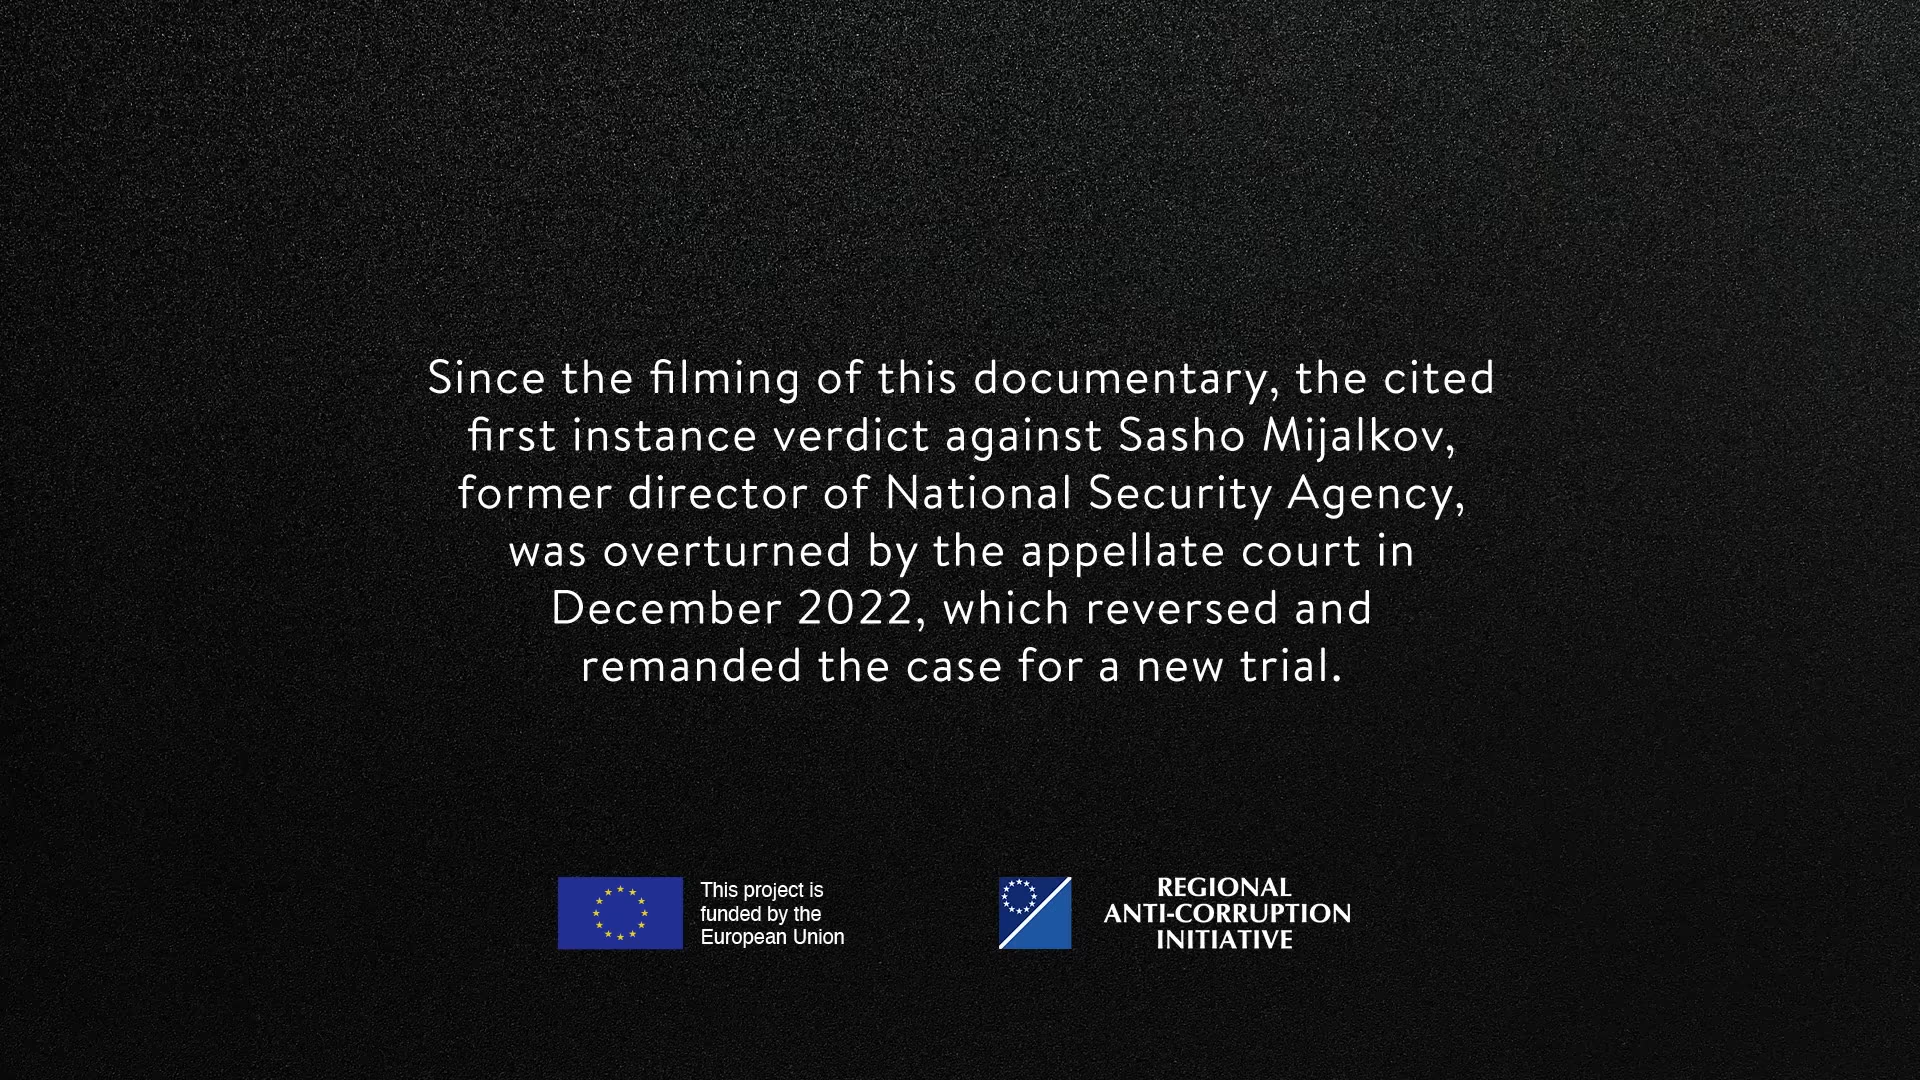 Since the filming of this documentary, the cited
first instance verdict against Sasho Mijalkov,
former director of National Security Agency,
was overturned by the appellate court in
December 2022, which reversed and
remanded the case for a new trial.
This project is
funded by the
European Union
REGIONAL
ANTI-CORRUPTION
INITIATIVE